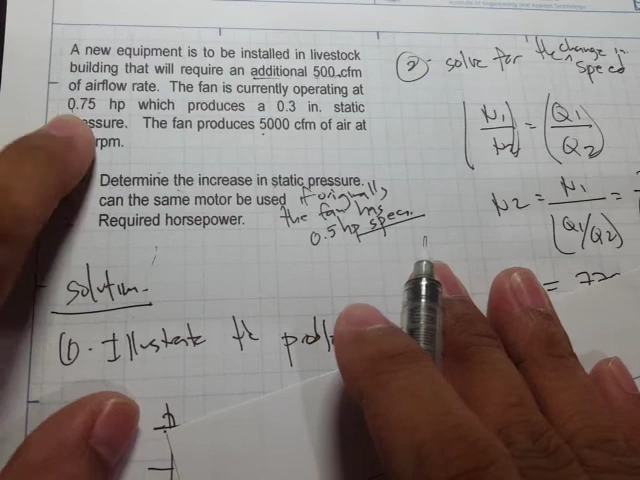 A new equipment is to be installed in livestock
building that will require an additional 500 cfm
of airflow rate. The fan is currently operating at
0.75 hp which produces a 0.3 in. static
pressure. The fan produces 5000 cfm of air at
rpm.
Determine the increase in static pressure.
can the same motor be used if originally
the fan has
Required horsepower.
0.5 hp spec.
solution.
①. Illustrate the
② solve for the change in
speed
(N1/N2) = (Q1/Q2)
N2 = N1/(Q1/Q2) =
=